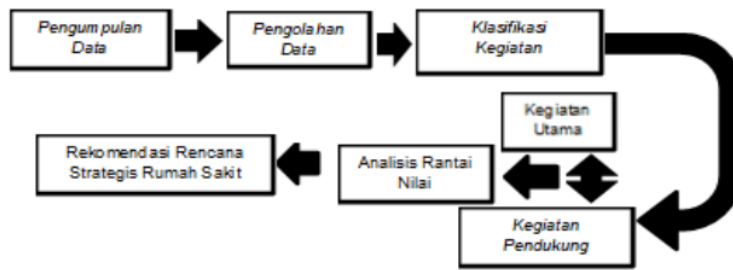 Pengumpulan
Data
Pengolahan
Data
Klasifikasi
Kegiatan
Kegiatan
Utama
Kegiatan
Pendukung
Analisis Rantai
Nilai
Rekomendasi Rencana
Strategis Rumah Sakit